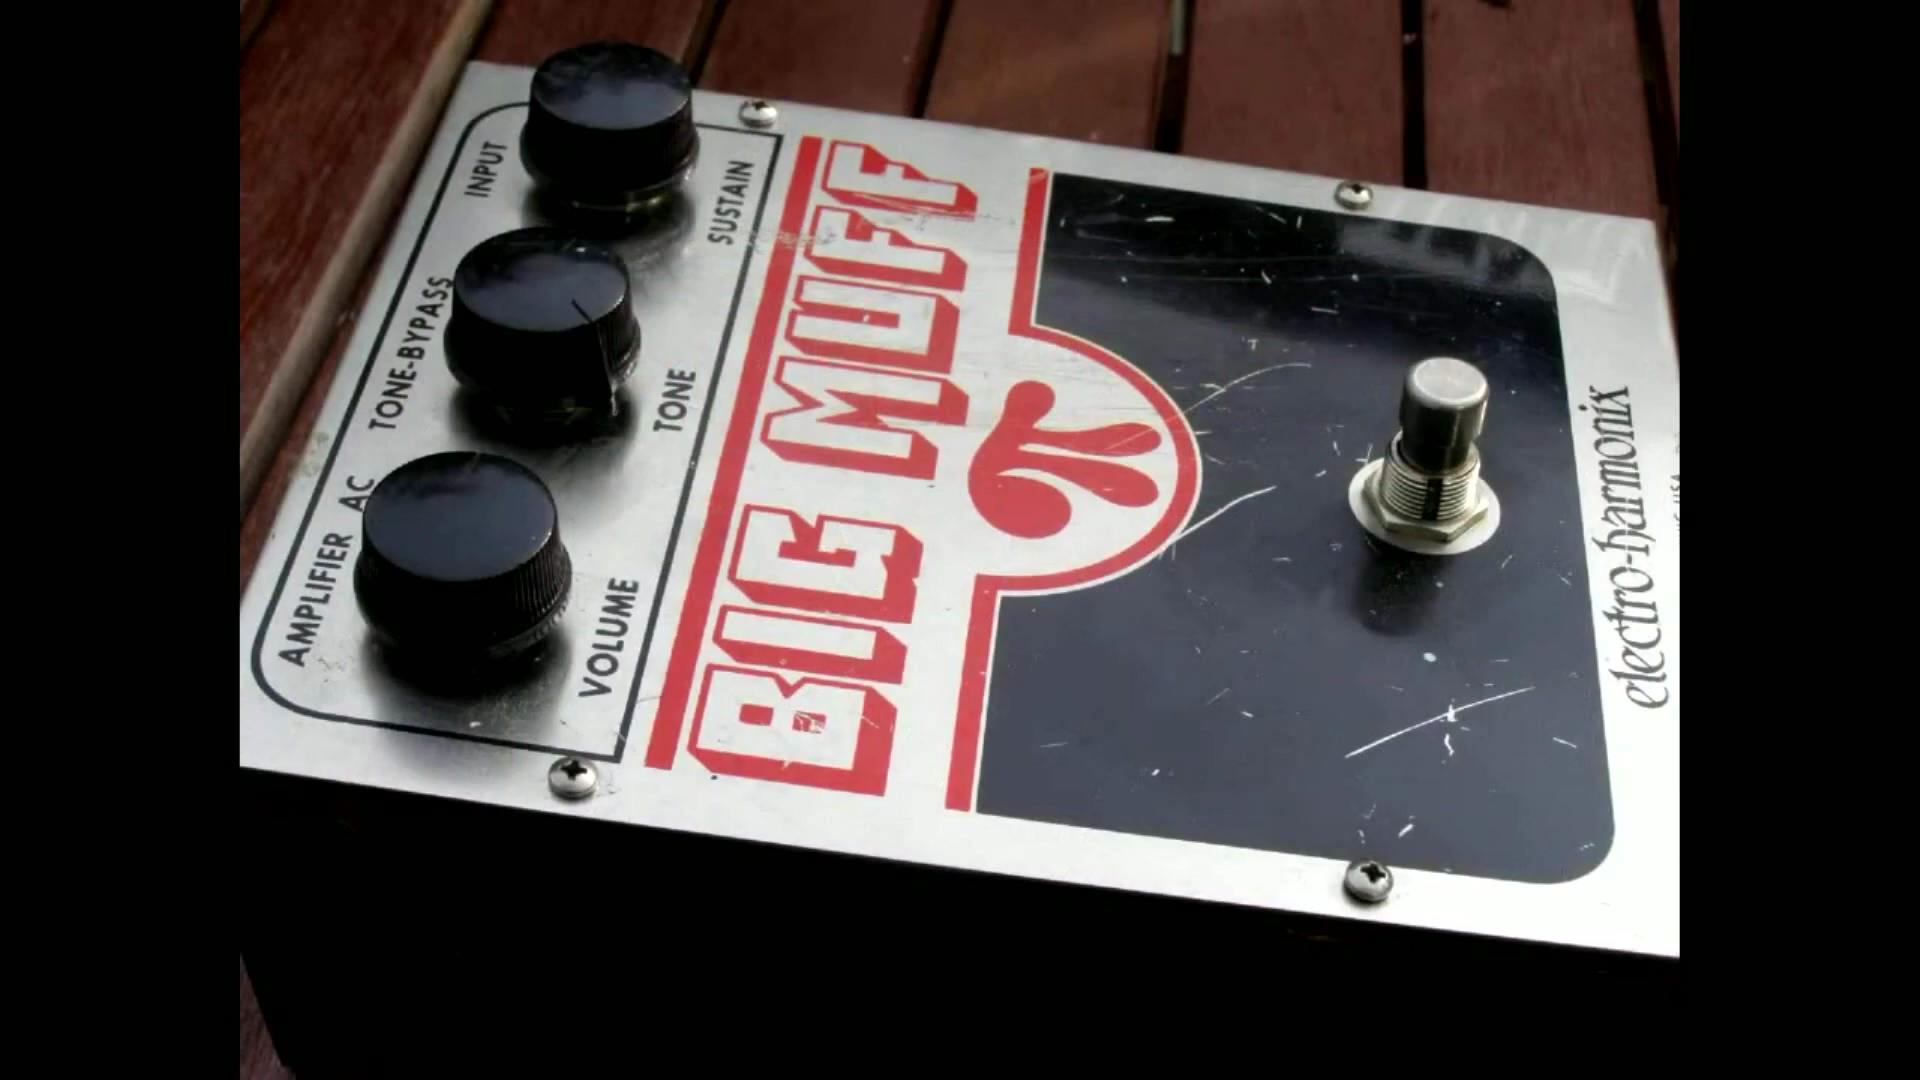 INPUT
TONE-BYPASS
AC
AMPLIFIER
SUSTAIN
TONE
VOLUME
BIG MUFF
π
electro-harmonix